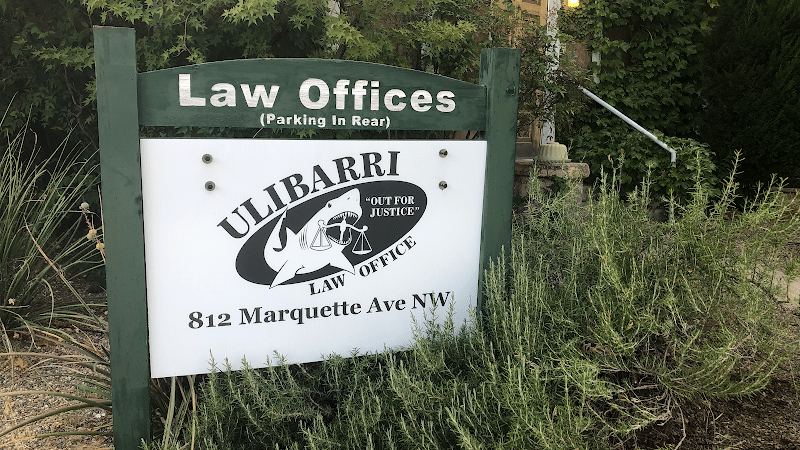 Law Offices
(Parking In Rear)
ULIBARRI
"OUT FOR
JUSTICE"
LAW OFFICE
812 Marquette Ave NW